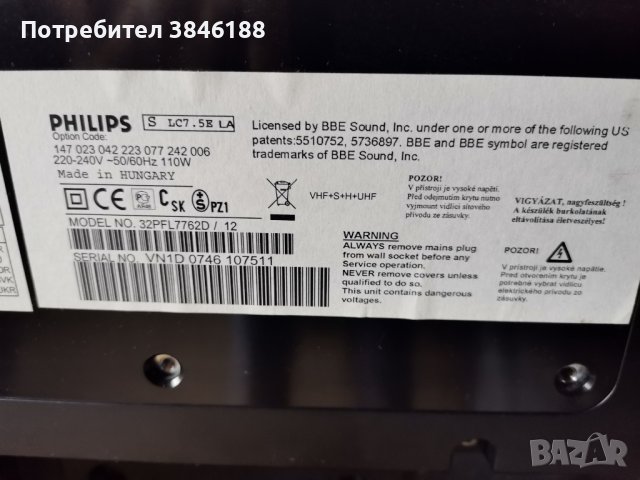 Потребител 3846188
PHILIPS S LC7.5E LA
Option Code:
147 023 042 223 077 242 006
220-240V ~50/60Hz 110W
Made in HUNGARY
Licensed by BBE Sound, Inc. under one or more of the following US
patents:5510752, 5736897. BBE and BBE symbol are registered
trademarks of BBE Sound, Inc.
CE C SK S PZ1
VHF+S+H+UHF
MODEL NO. 32PFL7762D / 12
SERIAL NO. VN1D 0746 107511
POZOR!
V přístroji je vysoké napětí.
Před odejmutím krytu nutno
vyjmout vidlici síťového
přívodu ze zásuvky.
VIGYÁZAT, nagyfeszültség !
A készülék burkolatának
eltávolítása életveszélyes.
WARNING:
ALWAYS remove mains plug
from wall socket before any
Service operation.
NEVER remove covers unless
qualified to do so.
This unit contains dangerous
voltages.
POZOR!
V prístroji je vysoké napätie.
Pred otvorením krytu je
potrebné vybrať vidlicu
elektrického prívodu zo
zásuvky.
BAZAR